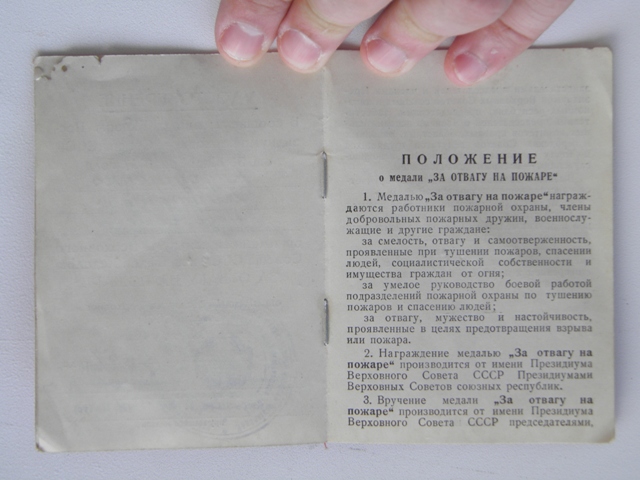 ПОЛОЖЕНИЕ
о медали „ЗА ОТВАГУ НА ПОЖАРЕ“
1. Медалью „За отвагу на пожаре“ награж-
даются работники пожарной охраны, члены
добровольных пожарных дружин, военнослу-
жащие и другие граждане:
за смелость, отвагу и самоотверженность,
проявленные при тушении пожаров, спасении
людей, социалистической собственности и
имущества граждан от огня;
за умелое руководство боевой работой
подразделений пожарной охраны по тушению
пожаров и спасению людей;
за отвагу, мужество и настойчивость,
проявленные в целях предотвращения взрыва
или пожара.
2. Награждение медалью „За отвагу на
пожаре“ производится от имени Президиума
Верховного Совета СССР Президиумами
Верховных Советов союзных республик.
3. Вручение медали „За отвагу на
пожаре“ производится от имени Президиума
Верховного Совета СССР председателями,